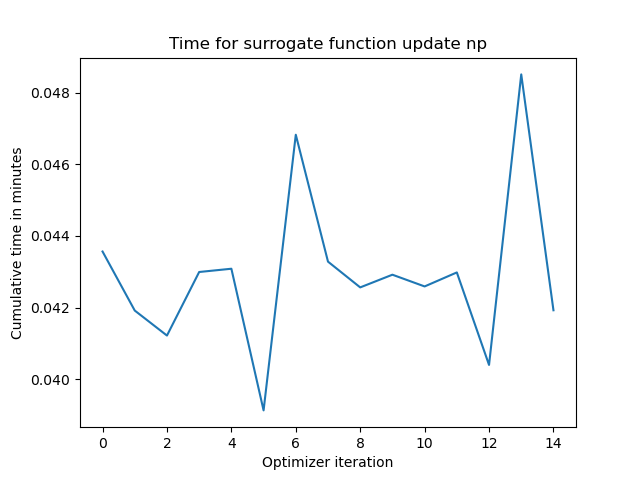 Time for surrogate function update np
Cumulative time in minutes
0.048
0.046
0.044
0.042
0.040
0 2 4 6 8 10 12 14
Optimizer iteration